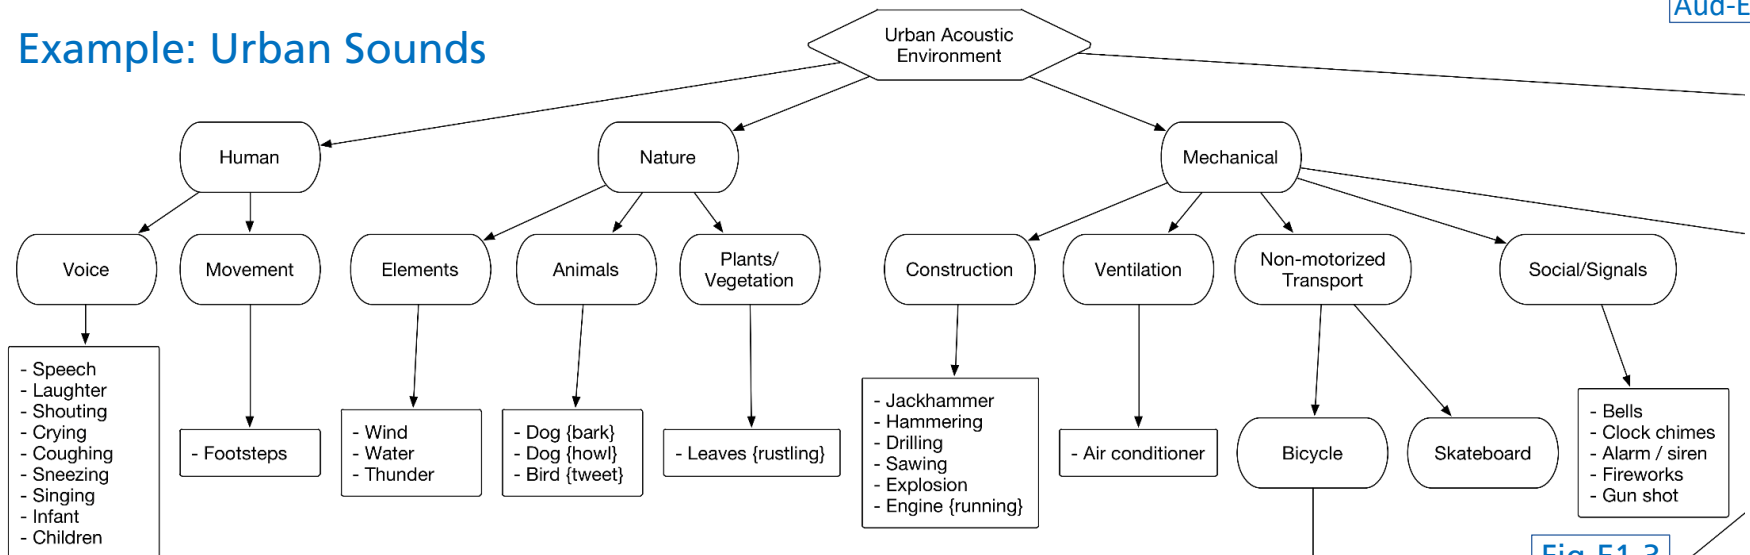 Aud-E
Example: Urban Sounds
Urban Acoustic
Environment
Human
Nature
Mechanical
Voice
Movement
Elements
Animals
Plants/
Vegetation
Construction
Ventilation
Non-motorized
Transport
Social/Signals
- Speech
- Laughter
- Shouting
- Crying
- Coughing
- Sneezing
- Singing
- Infant
- Children
- Footsteps
- Wind
- Water
- Thunder
- Dog {bark}
- Dog {howl}
- Bird {tweet}
- Leaves {rustling}
- Jackhammer
- Hammering
- Drilling
- Sawing
- Explosion
- Engine {running}
- Air conditioner
Bicycle
Skateboard
- Bells
- Clock chimes
- Alarm / siren
- Fireworks
- Gun shot